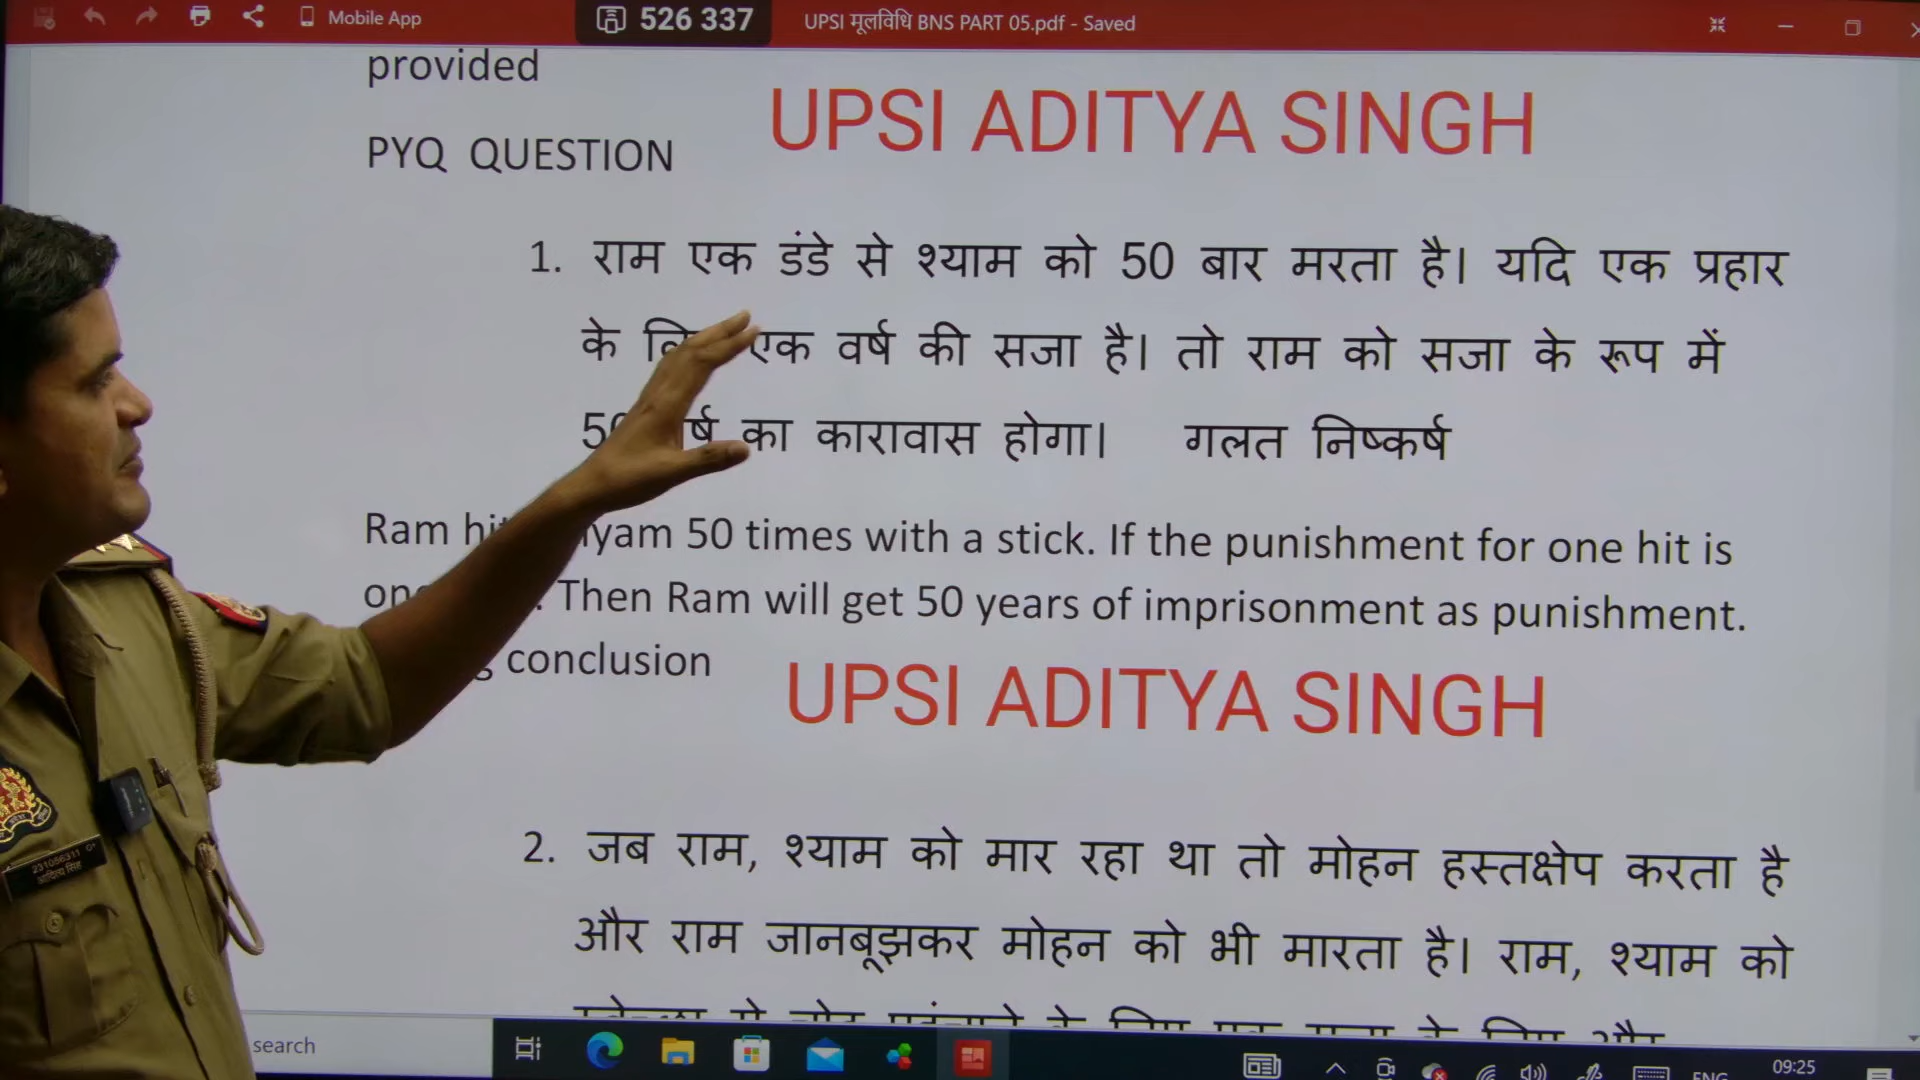 Mobile App
526 337
UPSI मूलविधि BNS PART 05.pdf - Saved
provided
UPSI ADITYA SINGH
PYQ QUESTION
1. राम एक डंडे से श्याम को 50 बार मरता है। यदि एक प्रहार
के एक वर्ष की सजा है। तो राम को सजा के रूप में
का कारावास होगा। गलत निष्कर्ष
Ram 50 times with a stick. If the punishment for one hit is
Then Ram will get 50 years of imprisonment as punishment.
conclusion
UPSI ADITYA SINGH
2. जब राम, श्याम को मार रहा था तो मोहन हस्तक्षेप करता है
और राम जानबूझकर मोहन को भी मारता है। राम, श्याम को
231056311
आदित्य सिंह
search
ENG
09:25